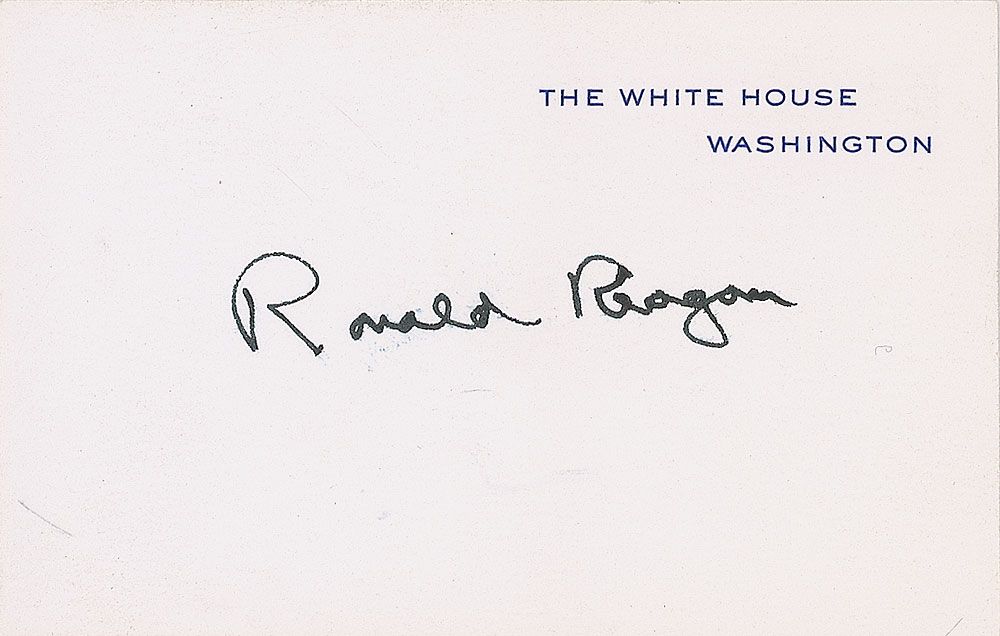 THE WHITE HOUSE
WASHINGTON
Ronald Reagan